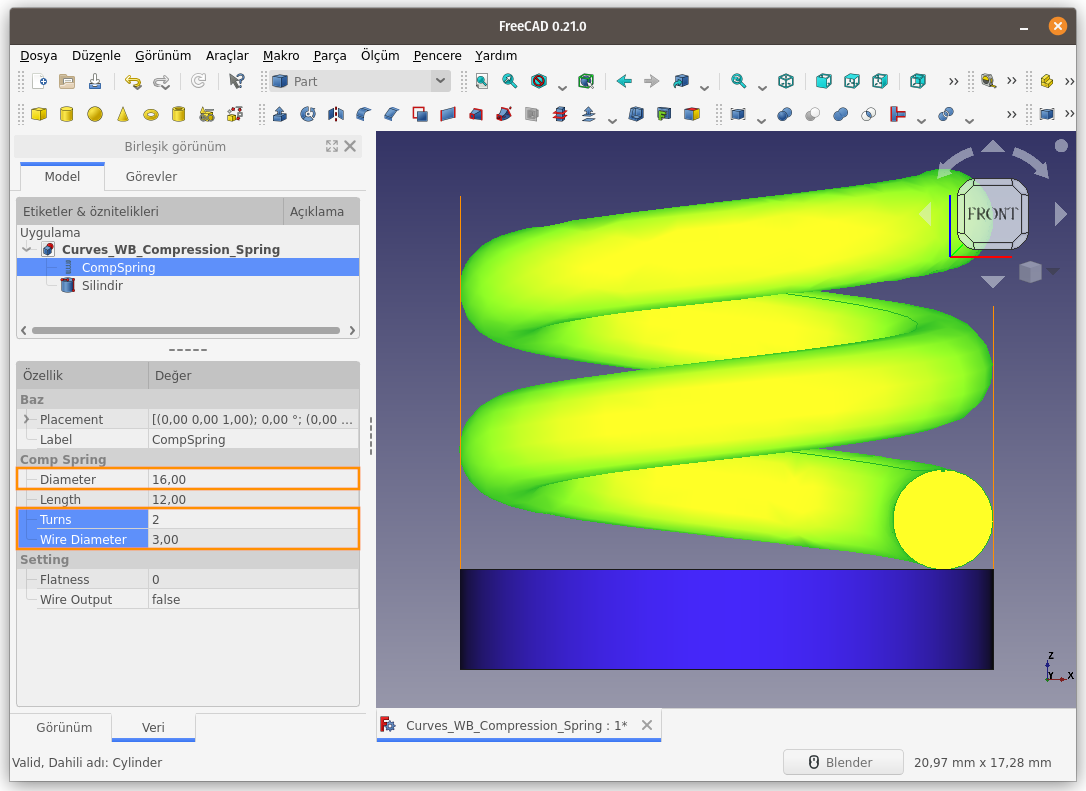 FreeCAD 0.21.0
Dosya Düzenle Görünüm Araçlar Makro Parça Ölçüm Pencere Yardım
Part
Birleşik görünüm
Model Görevler
Etiketler & öznitelikleri Açıklama
Uygulama
Curves_WB_Compression_Spring
CompSpring
Silindir
Özellik Değer
Baz
Placement [(0,00 0,00 1,00); 0,00 °; (0,00 ...
Label CompSpring
Comp Spring
Diameter 16,00
Length 12,00
Turns 2
Wire Diameter 3,00
Setting
Flatness 0
Wire Output false
FRONT
Z
Y X
Görünüm Veri
Curves_WB_Compression_Spring : 1*
Valid, Dahili adı: Cylinder
Blender 20,97 mm x 17,28 mm